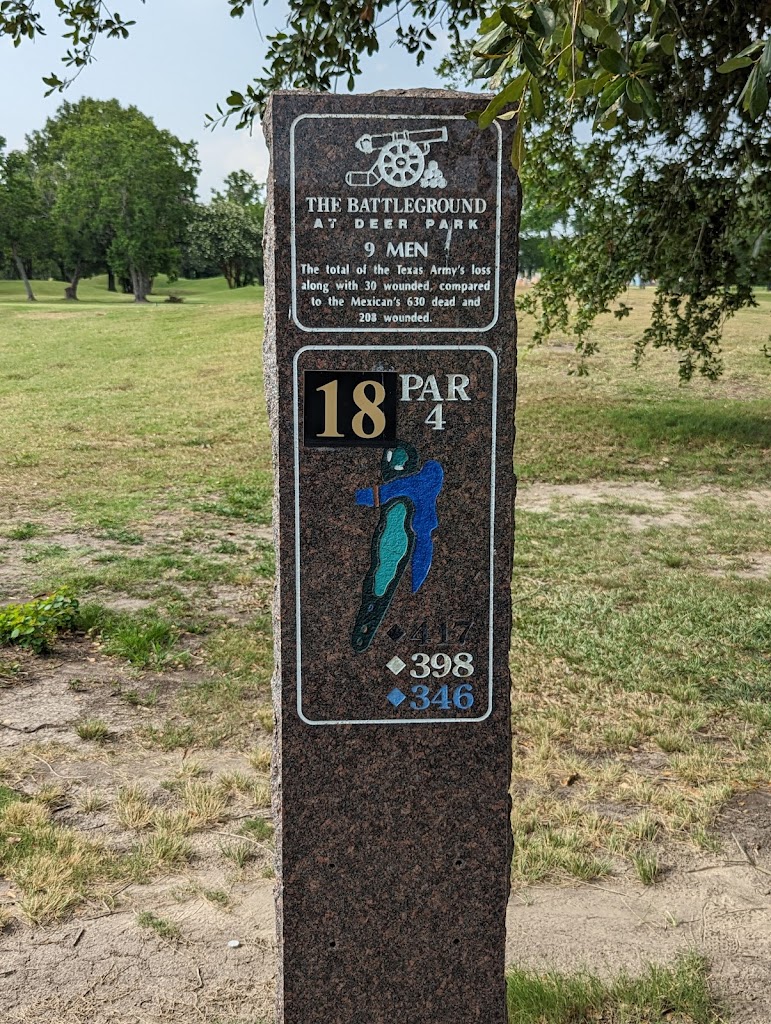 THE BATTLEGROUND
AT DEER PARK
9 MEN
The total of the Texas Army's loss
along with 30 wounded, compared
to the Mexican's 630 dead and
208 wounded.
18 PAR
4
417
398
346